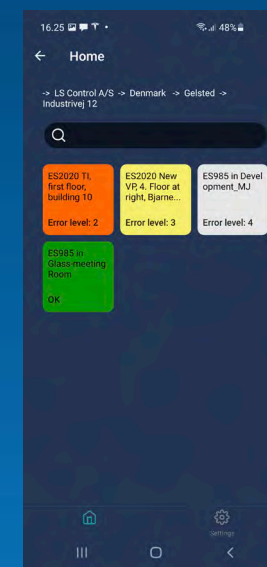 16.25
48%
Home
-> LS Control A/S -> Denmark -> Gelsted ->
Industrivej 12
ES2020 TI,
first floor,
building 10
Error level: 2
ES2020 New
VP, 4. Floor at
right, Bjarne...
Error level: 3
ES985 in Devel
opment_MJ
Error level: 4
ES985 in
Glass-meeting
Room
OK
Settings